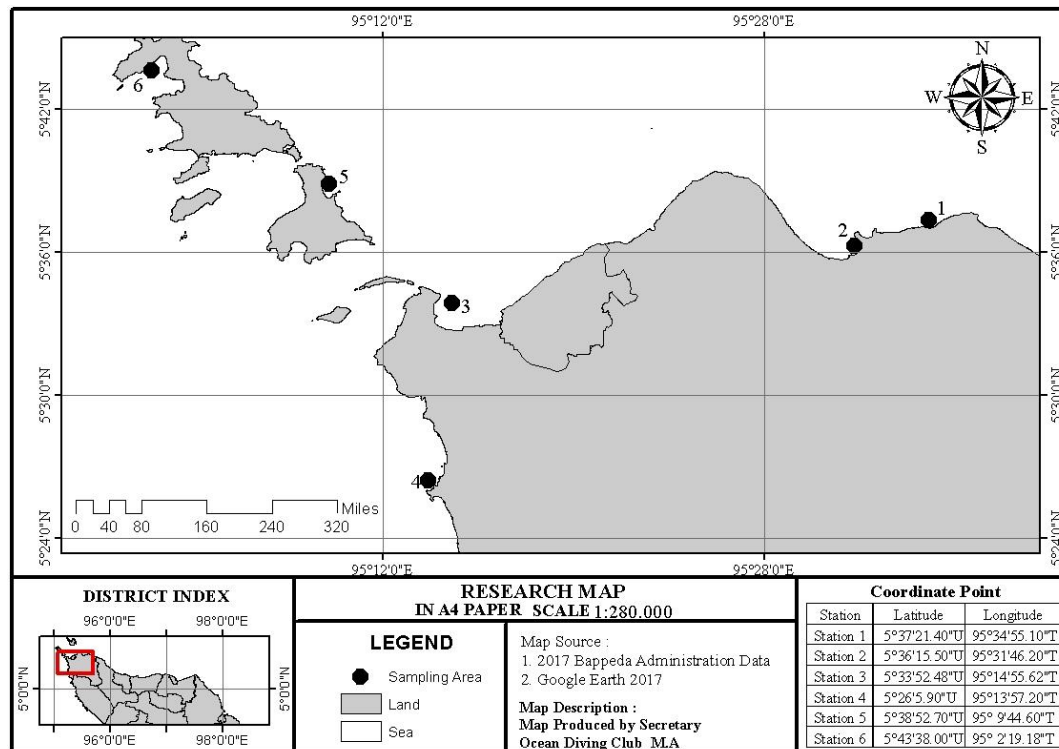 95°12'0"E 95°28'0"E
N
W E
S
6
5°42'0"N 5°42'0"N
5
1
2
5°36'0"N 5°36'0"N
3
5°30'0"N 5°30'0"N
4
Miles
0 40 80 160 240 320
5°24'0"N 5°24'0"N
95°12'0"E 95°28'0"E
DISTRICT INDEX
96°0'0"E 98°0'0"E
5°0'0"N 5°0'0"N
96°0'0"E 98°0'0"E
RESEARCH MAP
IN A4 PAPER SCALE 1:280.000
LEGEND
Sampling Area
Land
Sea
Map Source :
1. 2017 Bappeda Administration Data
2. Google Earth 2017
Map Description :
Map Produced by Secretary
Ocean Diving Club M.A
Coordinate Point
Station Latitude Longitude
Station 1 5°37'21.40"U 95°34'55.10"T
Station 2 5°36'15.50"U 95°31'46.20"T
Station 3 5°33'52.48"U 95°14'55.62"T
Station 4 5°26'5.90"U 95°13'57.20"T
Station 5 5°38'52.70"U 95° 9'44.60"T
Station 6 5°43'38.00"U 95° 2'19.18"T